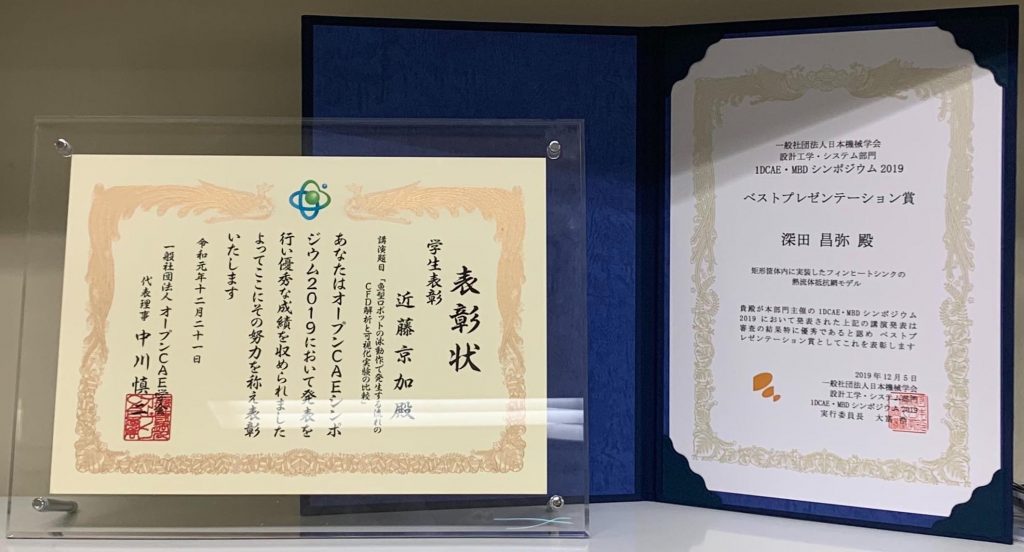 表彰状
学生表彰
近藤京加殿
講演題目 「魚型ロボットの泳動作で発生する流れの
CFD解析と可視化実験の比較」
あなたはオープンCAEシンポ
ジウム2019において発表を
行い優秀な成績を収められました
よってここにその努力を称え表彰
いたします
令和元年十二月二十一日
一般社団法人 オープンCAE学会
代表理事 中川慎二
一般社団法人日本機械学会
設計工学・システム部門
1DCAE・MBD シンポジウム 2019
ベストプレゼンテーション賞
深田 昌弥 殿
矩形筐体内に実装したフィンヒートシンクの
熱流体抵抗網モデル
貴殿が本部門主催の 1DCAE・MBD シンポジウム
2019 において発表された上記の講演発表は
審査の結果特に優秀であると認め ベストプ
レゼンテーション賞としてこれを表彰します
2019 年 12 月 5 日
一般社団法人日本機械学会
設計工学・システム部門
1DCAE・MBD シンポジウム 2019
実行委員長 大富